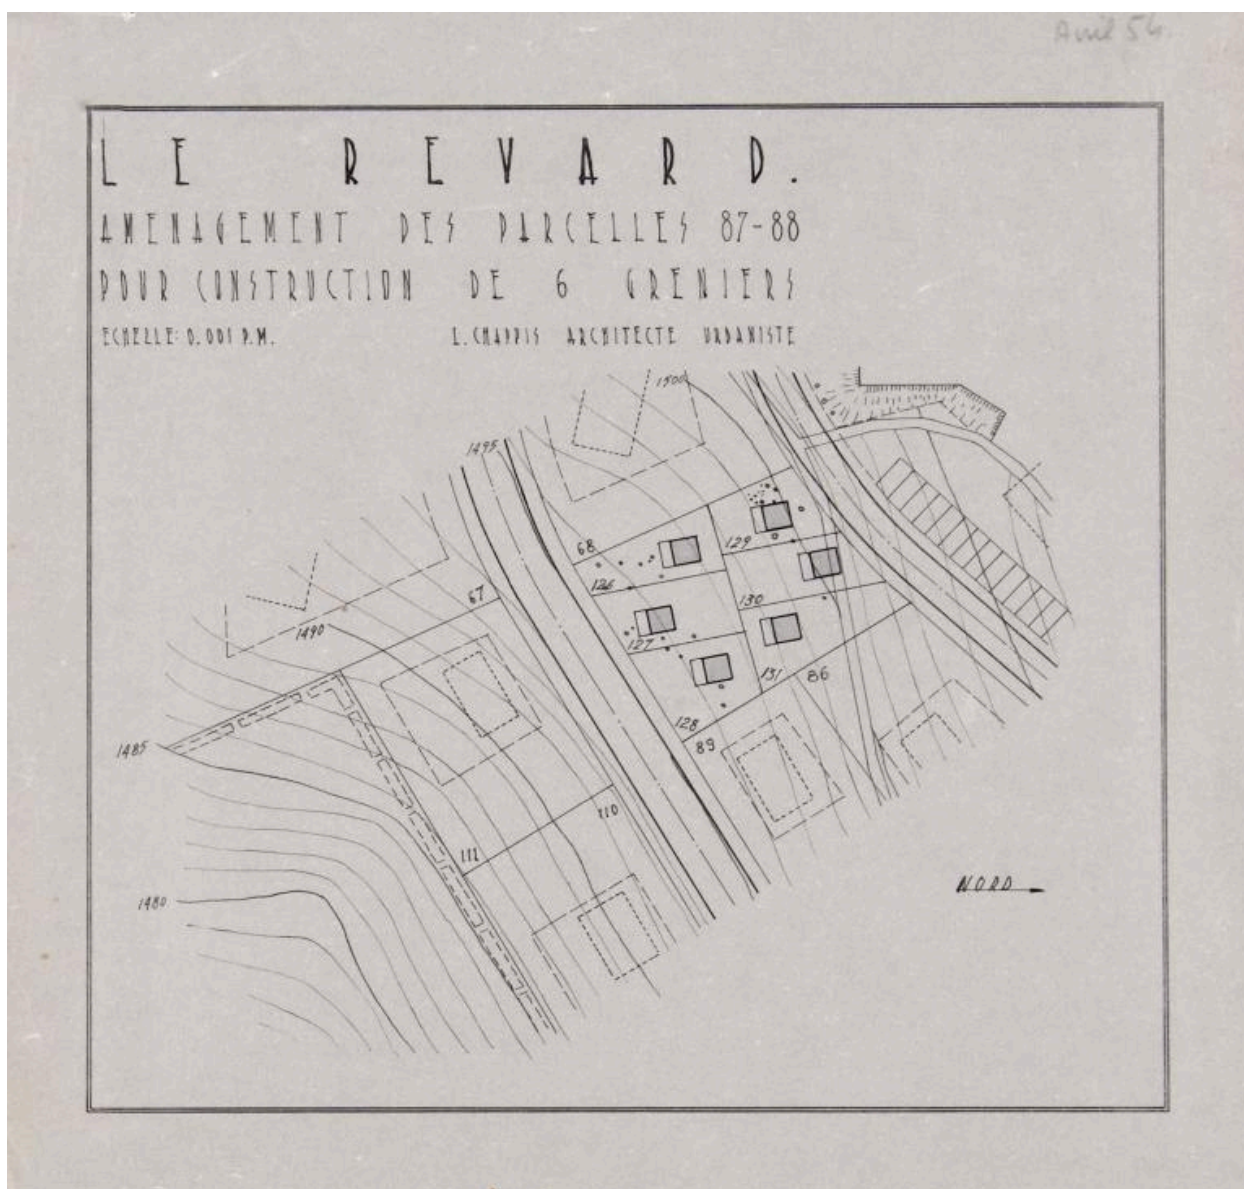 Avril 54.
LE REVARD.
AMENAGEMENT DES PARCELLES 87-88
POUR CONSTRUCTION DE 6 GRENIERS
ECHELLE: 0.001 P.M.
L. CHAPPIS ARCHITECTE URBANISTE
1500
1495
68
129
126
67
130
1490
127
131
86
128
89
1485
110
111
NORD
1480